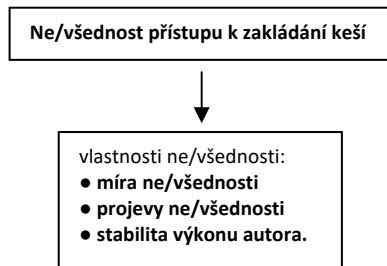 Ne/všednost přístupu k zakládání keší
vlastnosti ne/všednosti:
● míra ne/všednosti
● projevy ne/všednosti
● stabilita výkonu autora.